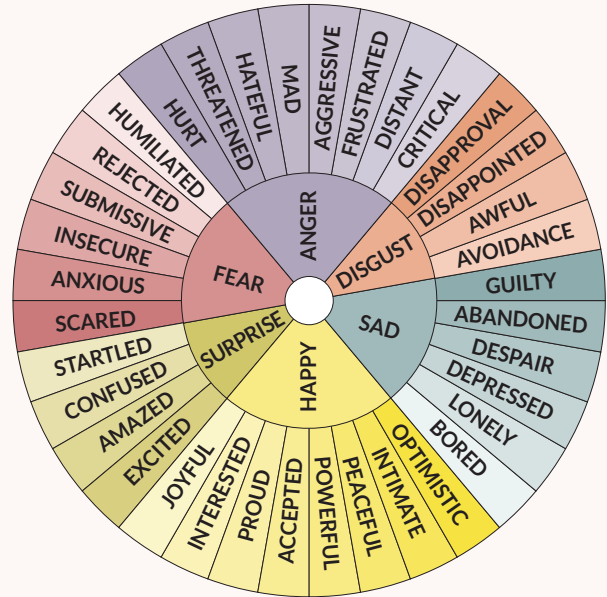 ANGER
DISGUST
SAD
HAPPY
SURPRISE
FEAR
HURT
THREATENED
HATEFUL
MAD
AGGRESSIVE
FRUSTRATED
DISTANT
CRITICAL
DISAPPROVAL
DISAPPOINTED
AWFUL
AVOIDANCE
GUILTY
ABANDONED
DESPAIR
DEPRESSED
LONELY
BORED
OPTIMISTIC
INTIMATE
PEACEFUL
POWERFUL
ACCEPTED
PROUD
INTERESTED
JOYFUL
EXCITED
AMAZED
CONFUSED
STARTLED
SCARED
ANXIOUS
INSECURE
SUBMISSIVE
REJECTED
HUMILIATED